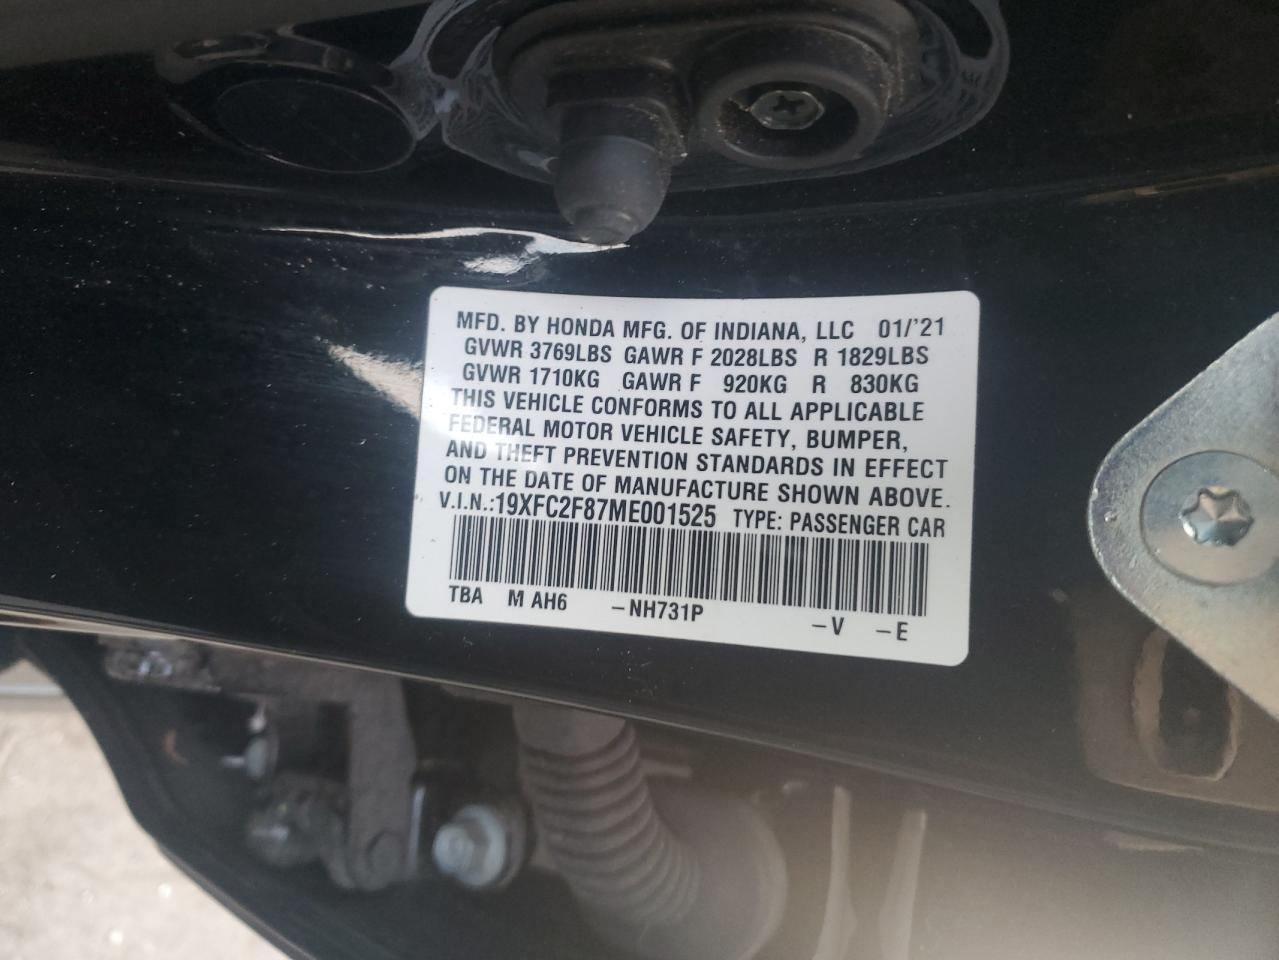 MFD. BY HONDA MFG. OF INDIANA, LLC 01/'21
GVWR 3769LBS GAWR F 2028LBS R 1829LBS
GVWR 1710KG GAWR F 920KG R 830KG
THIS VEHICLE CONFORMS TO ALL APPLICABLE
FEDERAL MOTOR VEHICLE SAFETY, BUMPER,
AND THEFT PREVENTION STANDARDS IN EFFECT
ON THE DATE OF MANUFACTURE SHOWN ABOVE.
V.I.N.:19XFC2F87ME001525 TYPE: PASSENGER CAR
TBA M AH6 –NH731P –V –E